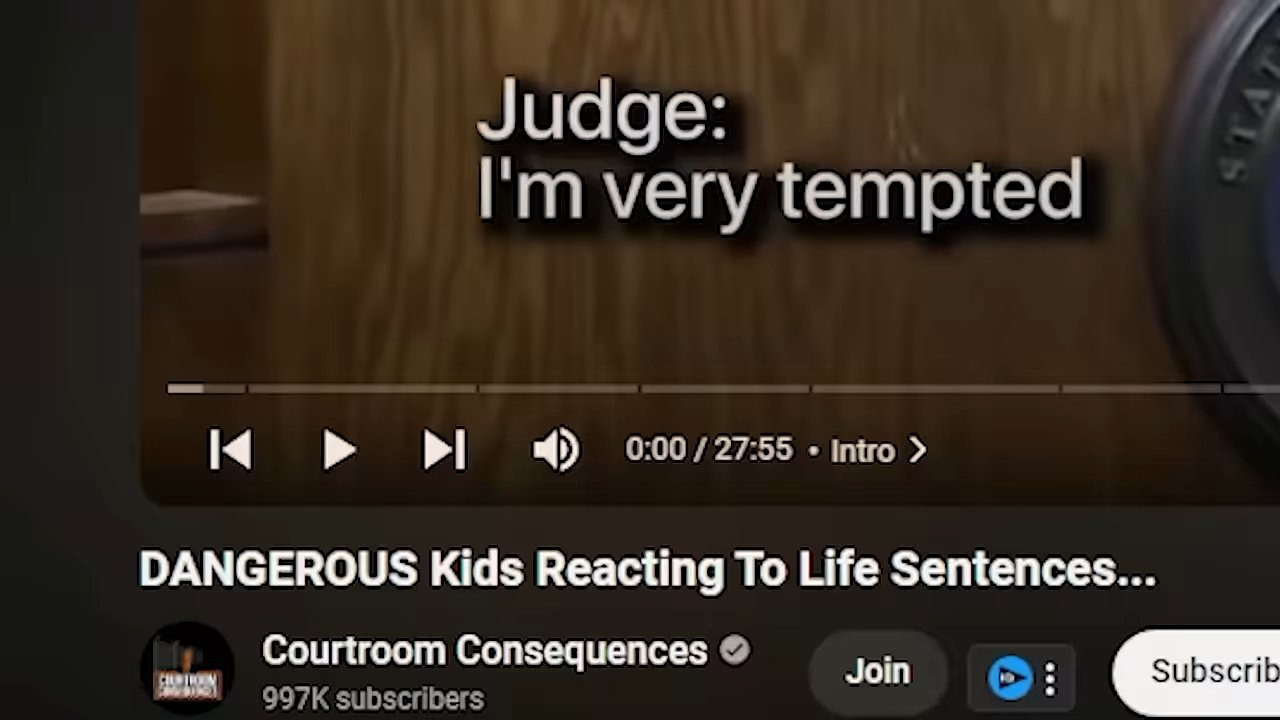 Judge:
I'm very tempted
STAT
0:00 / 27:55 • Intro
DANGEROUS Kids Reacting To Life Sentences...
Courtroom Consequences
997K subscribers
Join
Subscrib